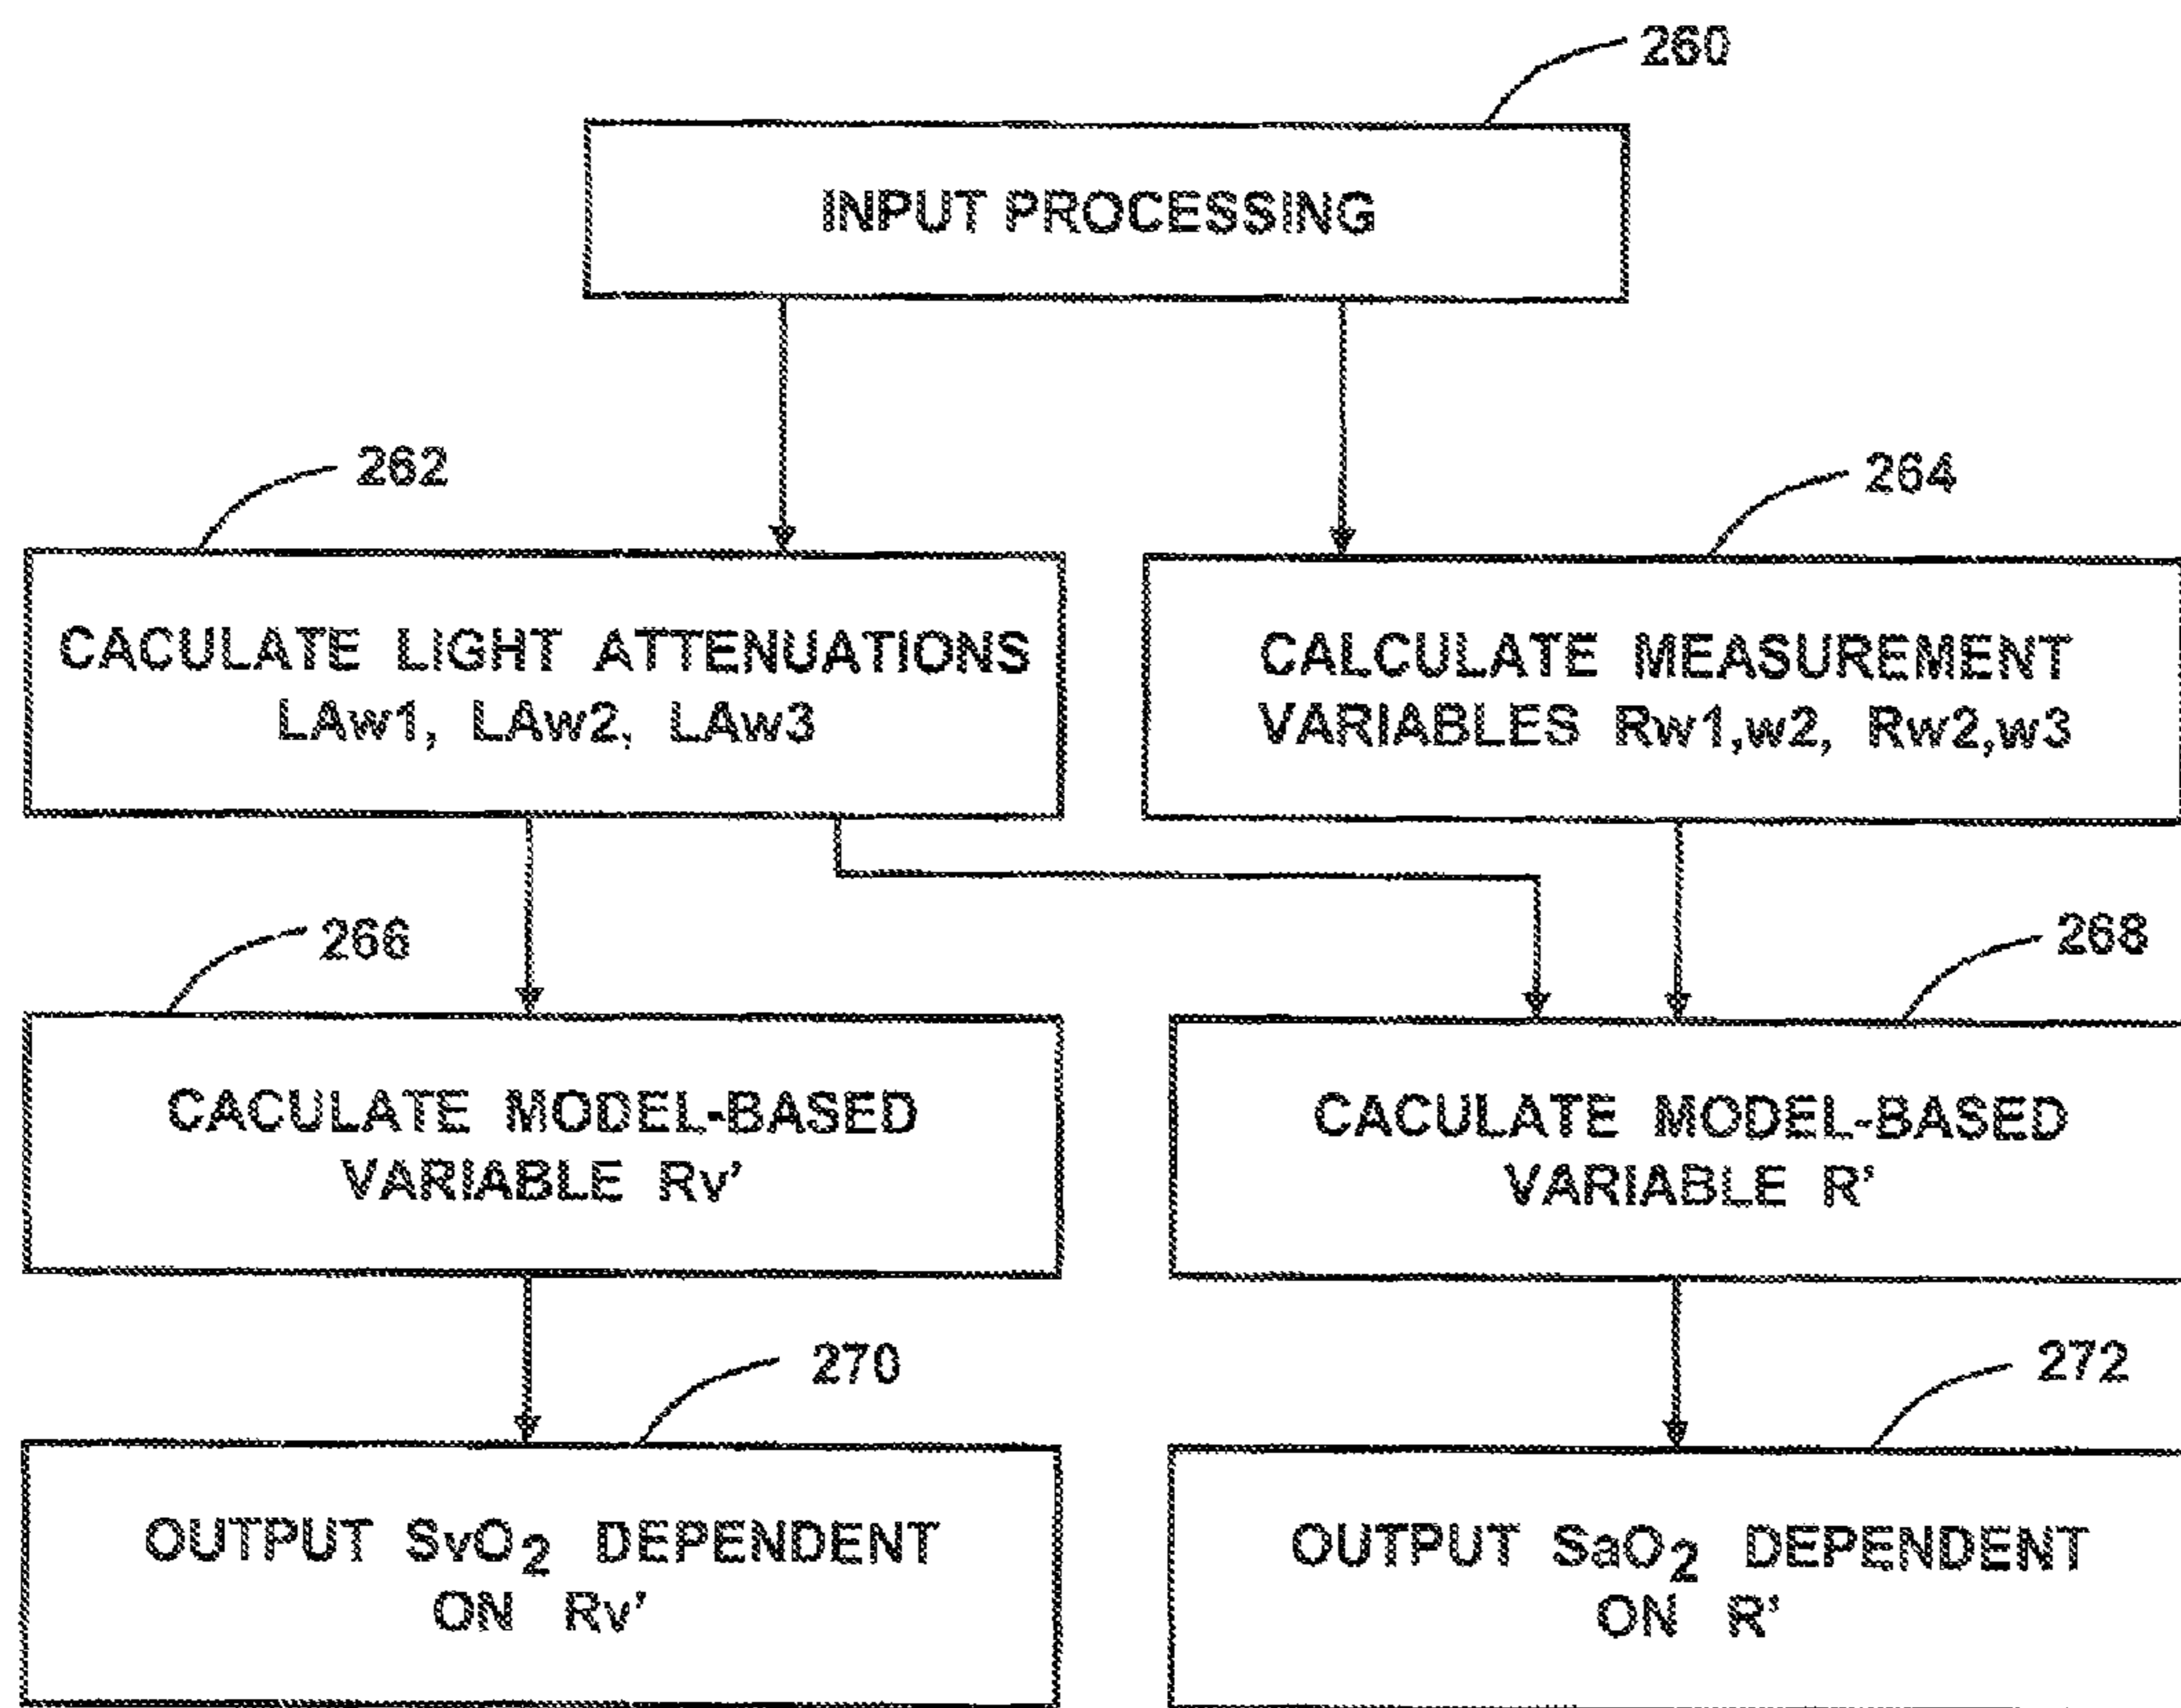 260
INPUT PROCESSING
262
264
CACULATE LIGHT ATTENUATIONS
LAw1, LAw2, LAw3
CALCULATE MEASUREMENT
VARIABLES Rw1,w2, Rw2,w3
266
268
CACULATE MODEL-BASED
VARIABLE Rv'
CACULATE MODEL-BASED
VARIABLE R'
270
272
OUTPUT SvO2 DEPENDENT
ON Rv'
OUTPUT SaO2 DEPENDENT
ON R'